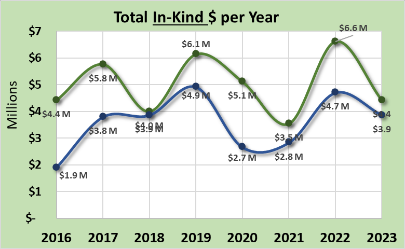 Total In-Kind $ per Year
Millions
$7
$6
$5
$4
$3
$2
$1
$-
$4.4 M
$5.8 M
$6.1 M
$5.1 M
$3.5 M
$6.6 M
$1.9 M
$3.8 M
$3.9 M
$4.9 M
$2.7 M
$2.8 M
$4.7 M
$3.9
2016 2017 2018 2019 2020 2021 2022 2023